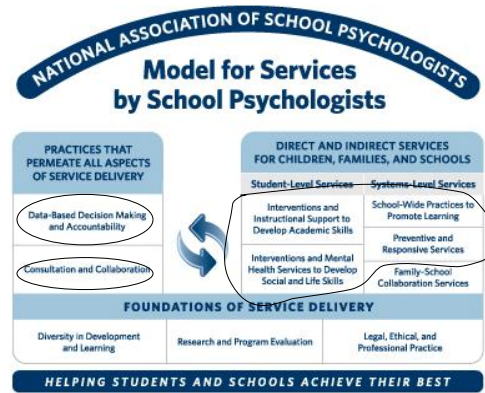 NATIONAL ASSOCIATION OF SCHOOL PSYCHOLOGISTS
Model for Services
by School Psychologists
PRACTICES THAT
PERMEATE ALL ASPECTS
OF SERVICE DELIVERY
Data-Based Decision Making
and Accountability
Consultation and Collaboration
DIRECT AND INDIRECT SERVICES
FOR CHILDREN, FAMILIES, AND SCHOOLS
Student-Level Services
Interventions and
Instructional Support to
Develop Academic Skills
Interventions and Mental
Health Services to Develop
Social and Life Skills
Systems-Level Services
School-Wide Practices to
Promote Learning
Preventive and
Responsive Services
Family–School
Collaboration Services
FOUNDATIONS OF SERVICE DELIVERY
Diversity in Development
and Learning
Research and Program Evaluation
Legal, Ethical, and
Professional Practice
HELPING STUDENTS AND SCHOOLS ACHIEVE THEIR BEST